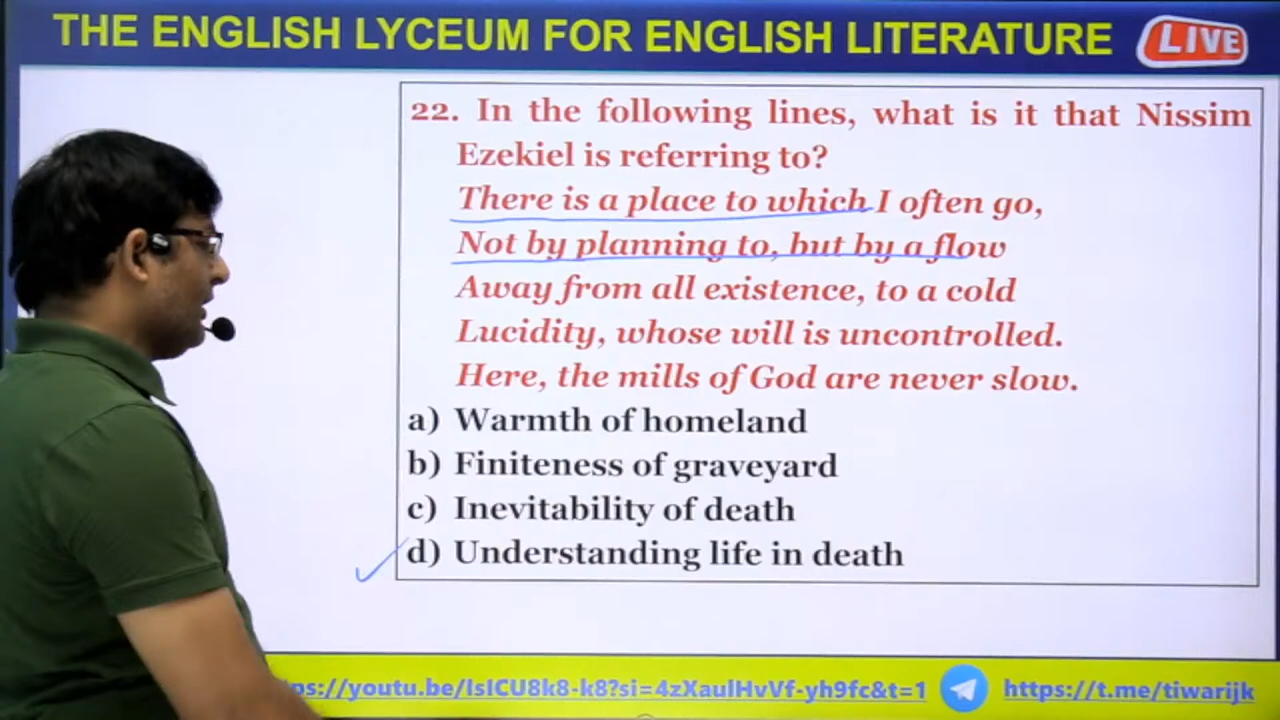 THE ENGLISH LYCEUM FOR ENGLISH LITERATURE LIVE
22. In the following lines, what is it that Nissim
Ezekiel is referring to?
There is a place to which I often go,
Not by planning to, but by a flow
Away from all existence, to a cold
Lucidity, whose will is uncontrolled.
Here, the mills of God are never slow.
a) Warmth of homeland
b) Finiteness of graveyard
c) Inevitability of death
d) Understanding life in death
https://t.me/tiwarijk